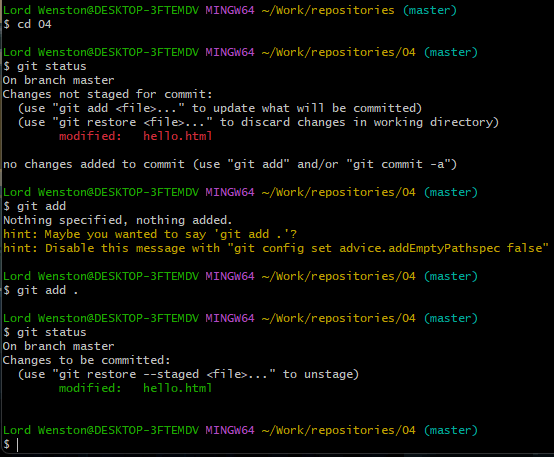 Lord Wenston@DESKTOP-3FTEMDV MINGW64 ~/Work/repositories (master)
$ cd 04
Lord Wenston@DESKTOP-3FTEMDV MINGW64 ~/Work/repositories/04 (master)
$ git status
On branch master
Changes not staged for commit:
  (use "git add <file>..." to update what will be committed)
  (use "git restore <file>..." to discard changes in working directory)
        modified:   hello.html
no changes added to commit (use "git add" and/or "git commit -a")
Lord Wenston@DESKTOP-3FTEMDV MINGW64 ~/Work/repositories/04 (master)
$ git add
Nothing specified, nothing added.
hint: Maybe you wanted to say 'git add .'?
hint: Disable this message with "git config set advice.addEmptyPathspec false"
Lord Wenston@DESKTOP-3FTEMDV MINGW64 ~/Work/repositories/04 (master)
$ git add .
Lord Wenston@DESKTOP-3FTEMDV MINGW64 ~/Work/repositories/04 (master)
$ git status
On branch master
Changes to be committed:
  (use "git restore --staged <file>..." to unstage)
        modified:   hello.html
Lord Wenston@DESKTOP-3FTEMDV MINGW64 ~/Work/repositories/04 (master)
$